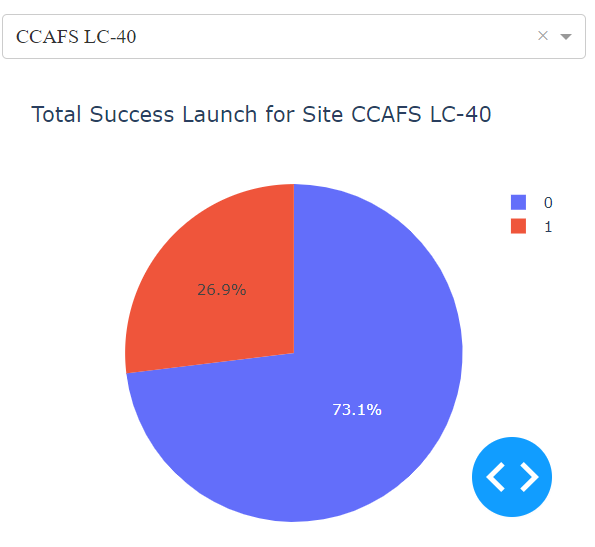 CCAFS LC-40
Total Success Launch for Site CCAFS LC-40
0
1
26.9%
73.1%